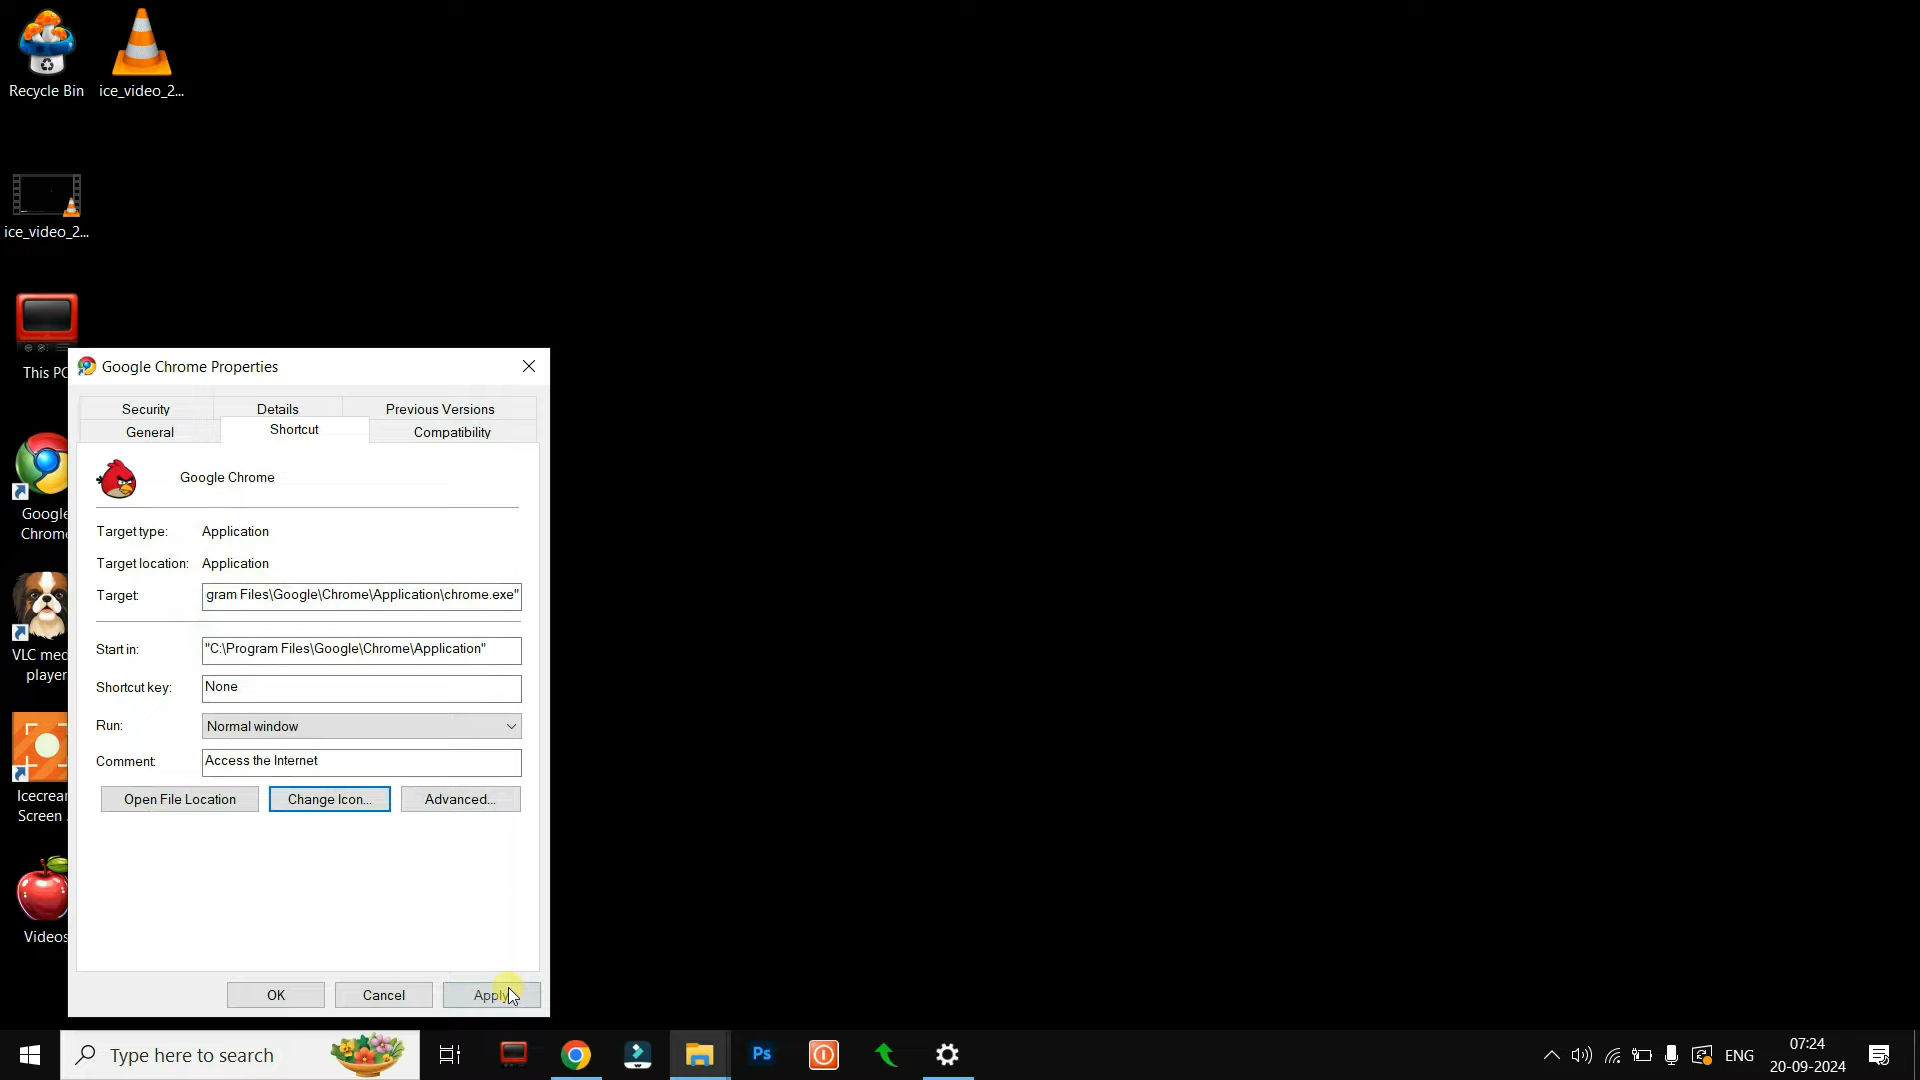 Recycle Bin
ice_video_2...
ice_video_2...
This PC
Google Chrome Properties
Security
Details
Previous Versions
General
Shortcut
Compatibility
Google Chrome
Target type:
Application
Target location:
Application
Target:
gram Files\Google\Chrome\Application\chrome.exe"
Start in:
"C:\Program Files\Google\Chrome\Application"
Shortcut key:
None
Run:
Normal window
Comment:
Access the Internet
Open File Location
Change Icon...
Advanced...
OK
Cancel
Apply
Google
Chrome
VLC med
player
Icecream
Screen
Videos
Type here to search
Ps
ENG
07:24
20-09-2024